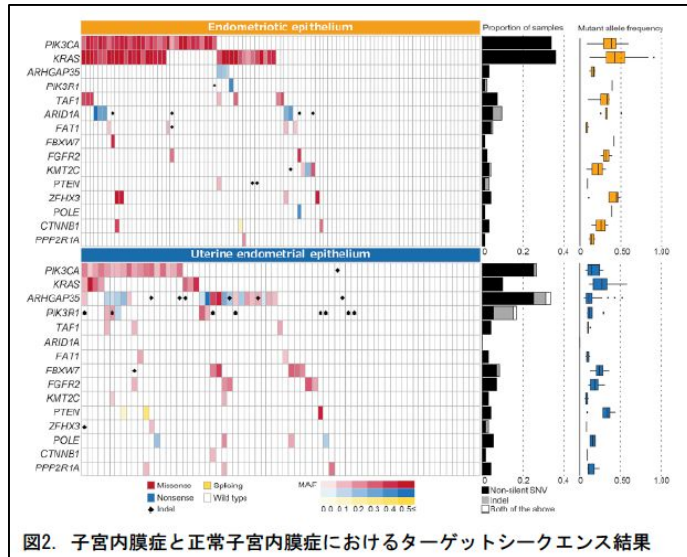 Endometriotic epithelium
Proportion of samples
Mutant allele frequency
PIK3CA
KRAS
ARHGAP35
PIK3R1
TAF1
ARID1A
FAT1
FBXW7
FGFR2
KMT2C
PTEN
ZFHX3
POLE
CTNNB1
PPP2R1A
0 0.2 0.4
0 0.50 1.00
Uterine endometrial epithelium
PIK3CA
KRAS
ARHGAP35
PIK3R1
TAF1
ARID1A
FAT1
FBXW7
FGFR2
KMT2C
PTEN
ZFHX3
POLE
CTNNB1
PPP2R1A
0 0.2 0.4
0 0.50 1.00
Missense
Splicing
Nonsense
Wild type
Indel
MAF
0.0 0.1 0.2 0.3 0.4 0.5≤
Non-silent SNV
Indel
Both of the above
図2. 子宮内膜症と正常子宮内膜症におけるターゲットシークエンス結果